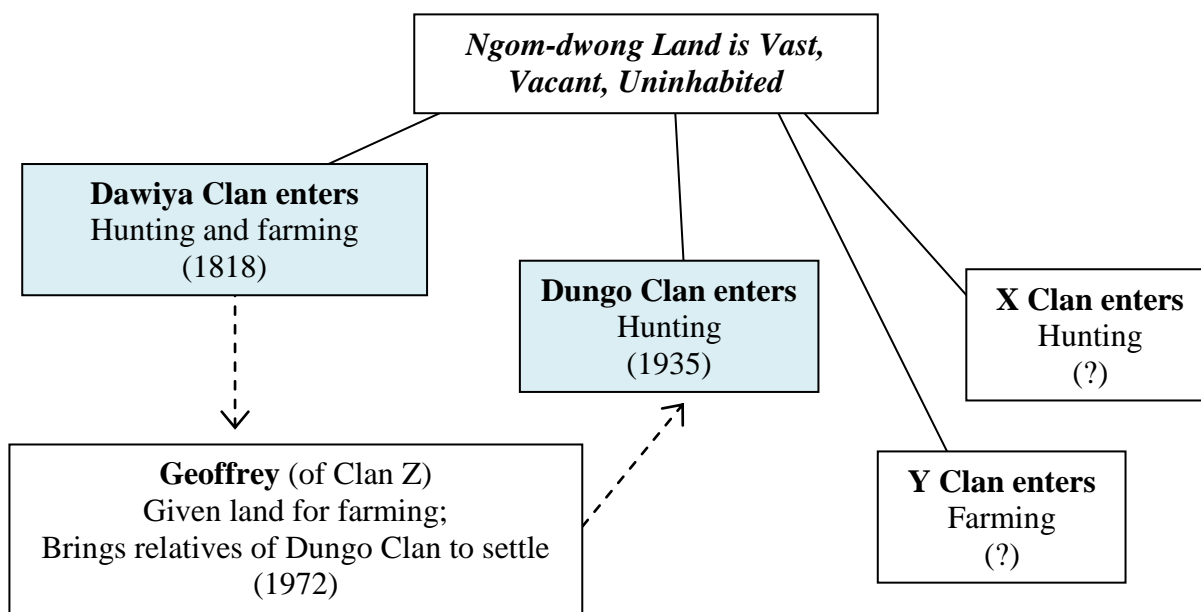 Ngom-dwong Land is Vast,
Vacant, Uninhabited
Dawiya Clan enters
Hunting and farming
(1818)
Dungo Clan enters
Hunting
(1935)
X Clan enters
Hunting
(?)
Geoffrey (of Clan Z)
Given land for farming;
Brings relatives of Dungo Clan to settle
(1972)
Y Clan enters
Farming
(?)